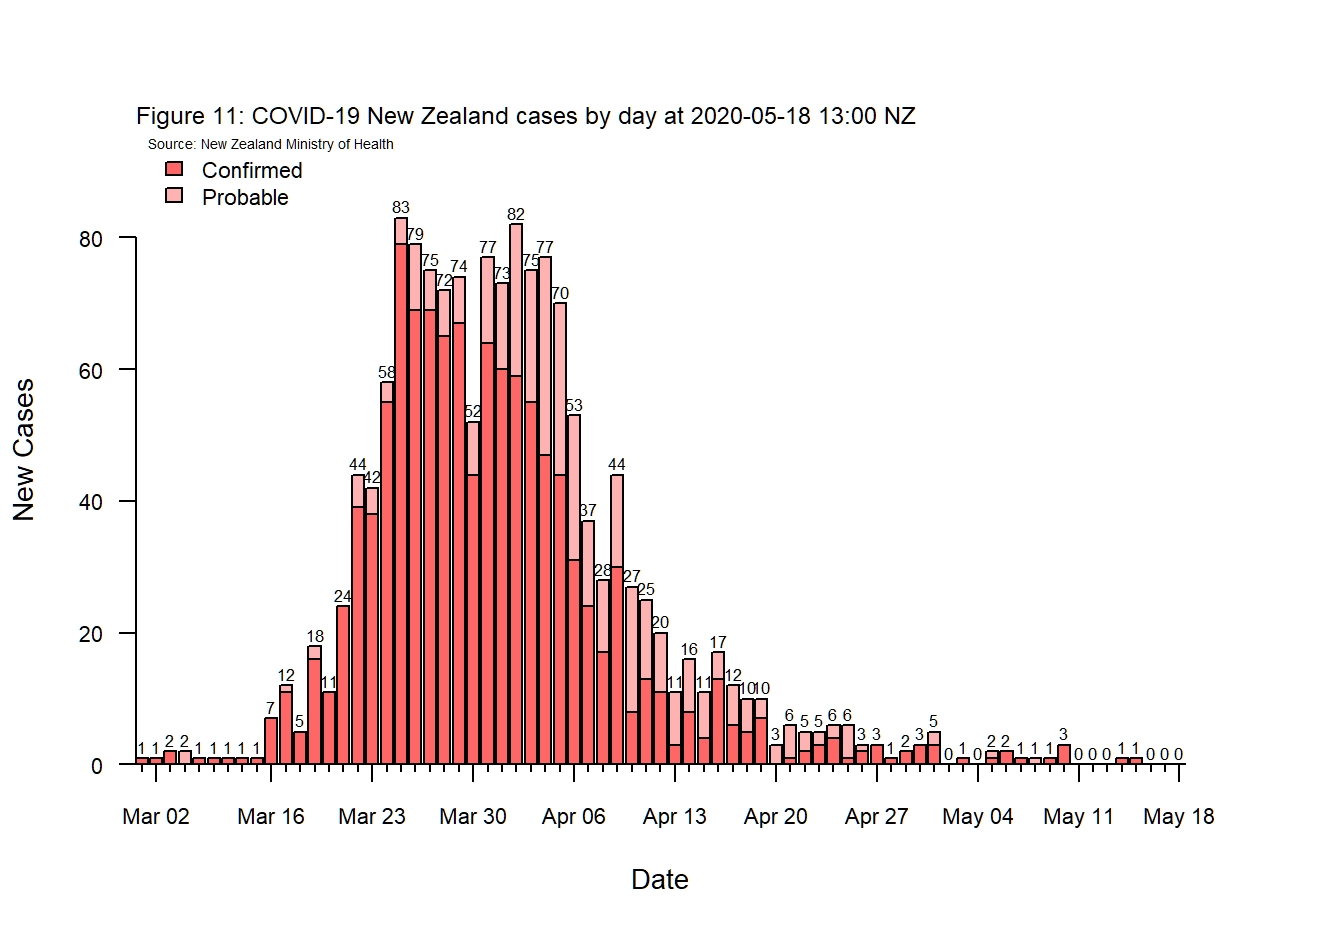 Figure 11: COVID-19 New Zealand cases by day at 2020-05-18 13:00 NZ
Source: New Zealand Ministry of Health
Confirmed
Probable
New Cases
80
60
40
20
0
1 1 2 2 1 1 1 1 1 7 12 5 18 11 24 44 42 58 83 79 75 72 74 52 77 73 82 75 77 70 53 37 28 44 27 25 20 11 16 11 17 12 10 10 3 6 5 5 6 6 3 3 1 2 3 5 0 1 0 2 2 1 1 1 3 0 0 0 1 1 0 0 0
Mar 02 Mar 16 Mar 23 Mar 30 Apr 06 Apr 13 Apr 20 Apr 27 May 04 May 11 May 18
Date